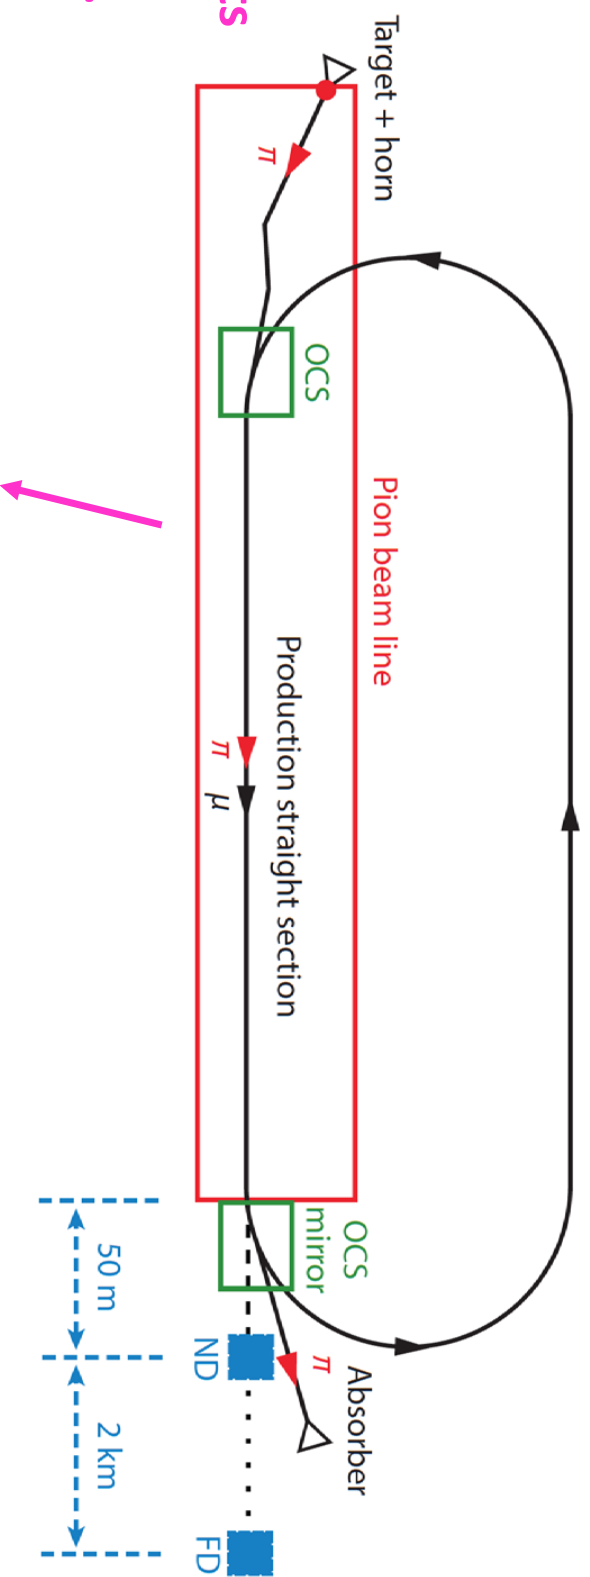 Target + horn
π
OCS
Pion beam line
Production straight section
π
μ
OCS
mirror
π
Absorber
ND
FD
50 m
2 km